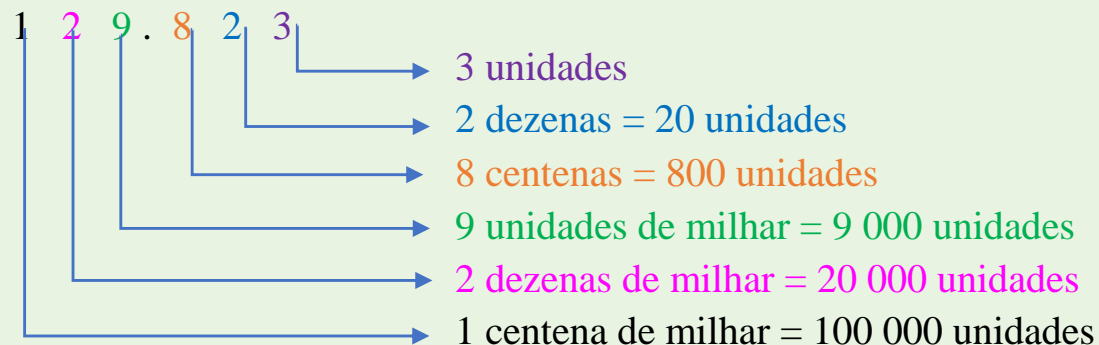 1 2 9 . 8 2 3
3 unidades
2 dezenas = 20 unidades
8 centenas = 800 unidades
9 unidades de milhar = 9 000 unidades
2 dezenas de milhar = 20 000 unidades
1 centena de milhar = 100 000 unidades